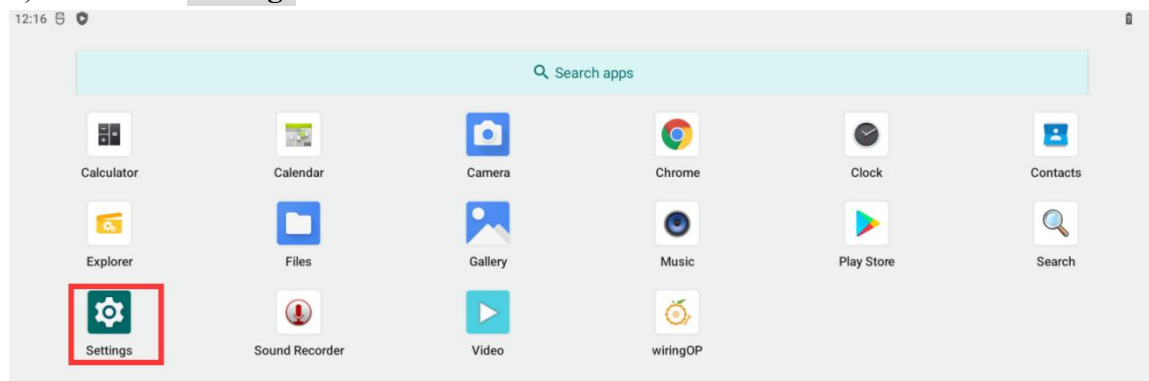 12:16
Search apps
Calculator Calendar Camera Chrome Clock Contacts
Explorer Files Gallery Music Play Store Search
Settings Sound Recorder Video wiringOP